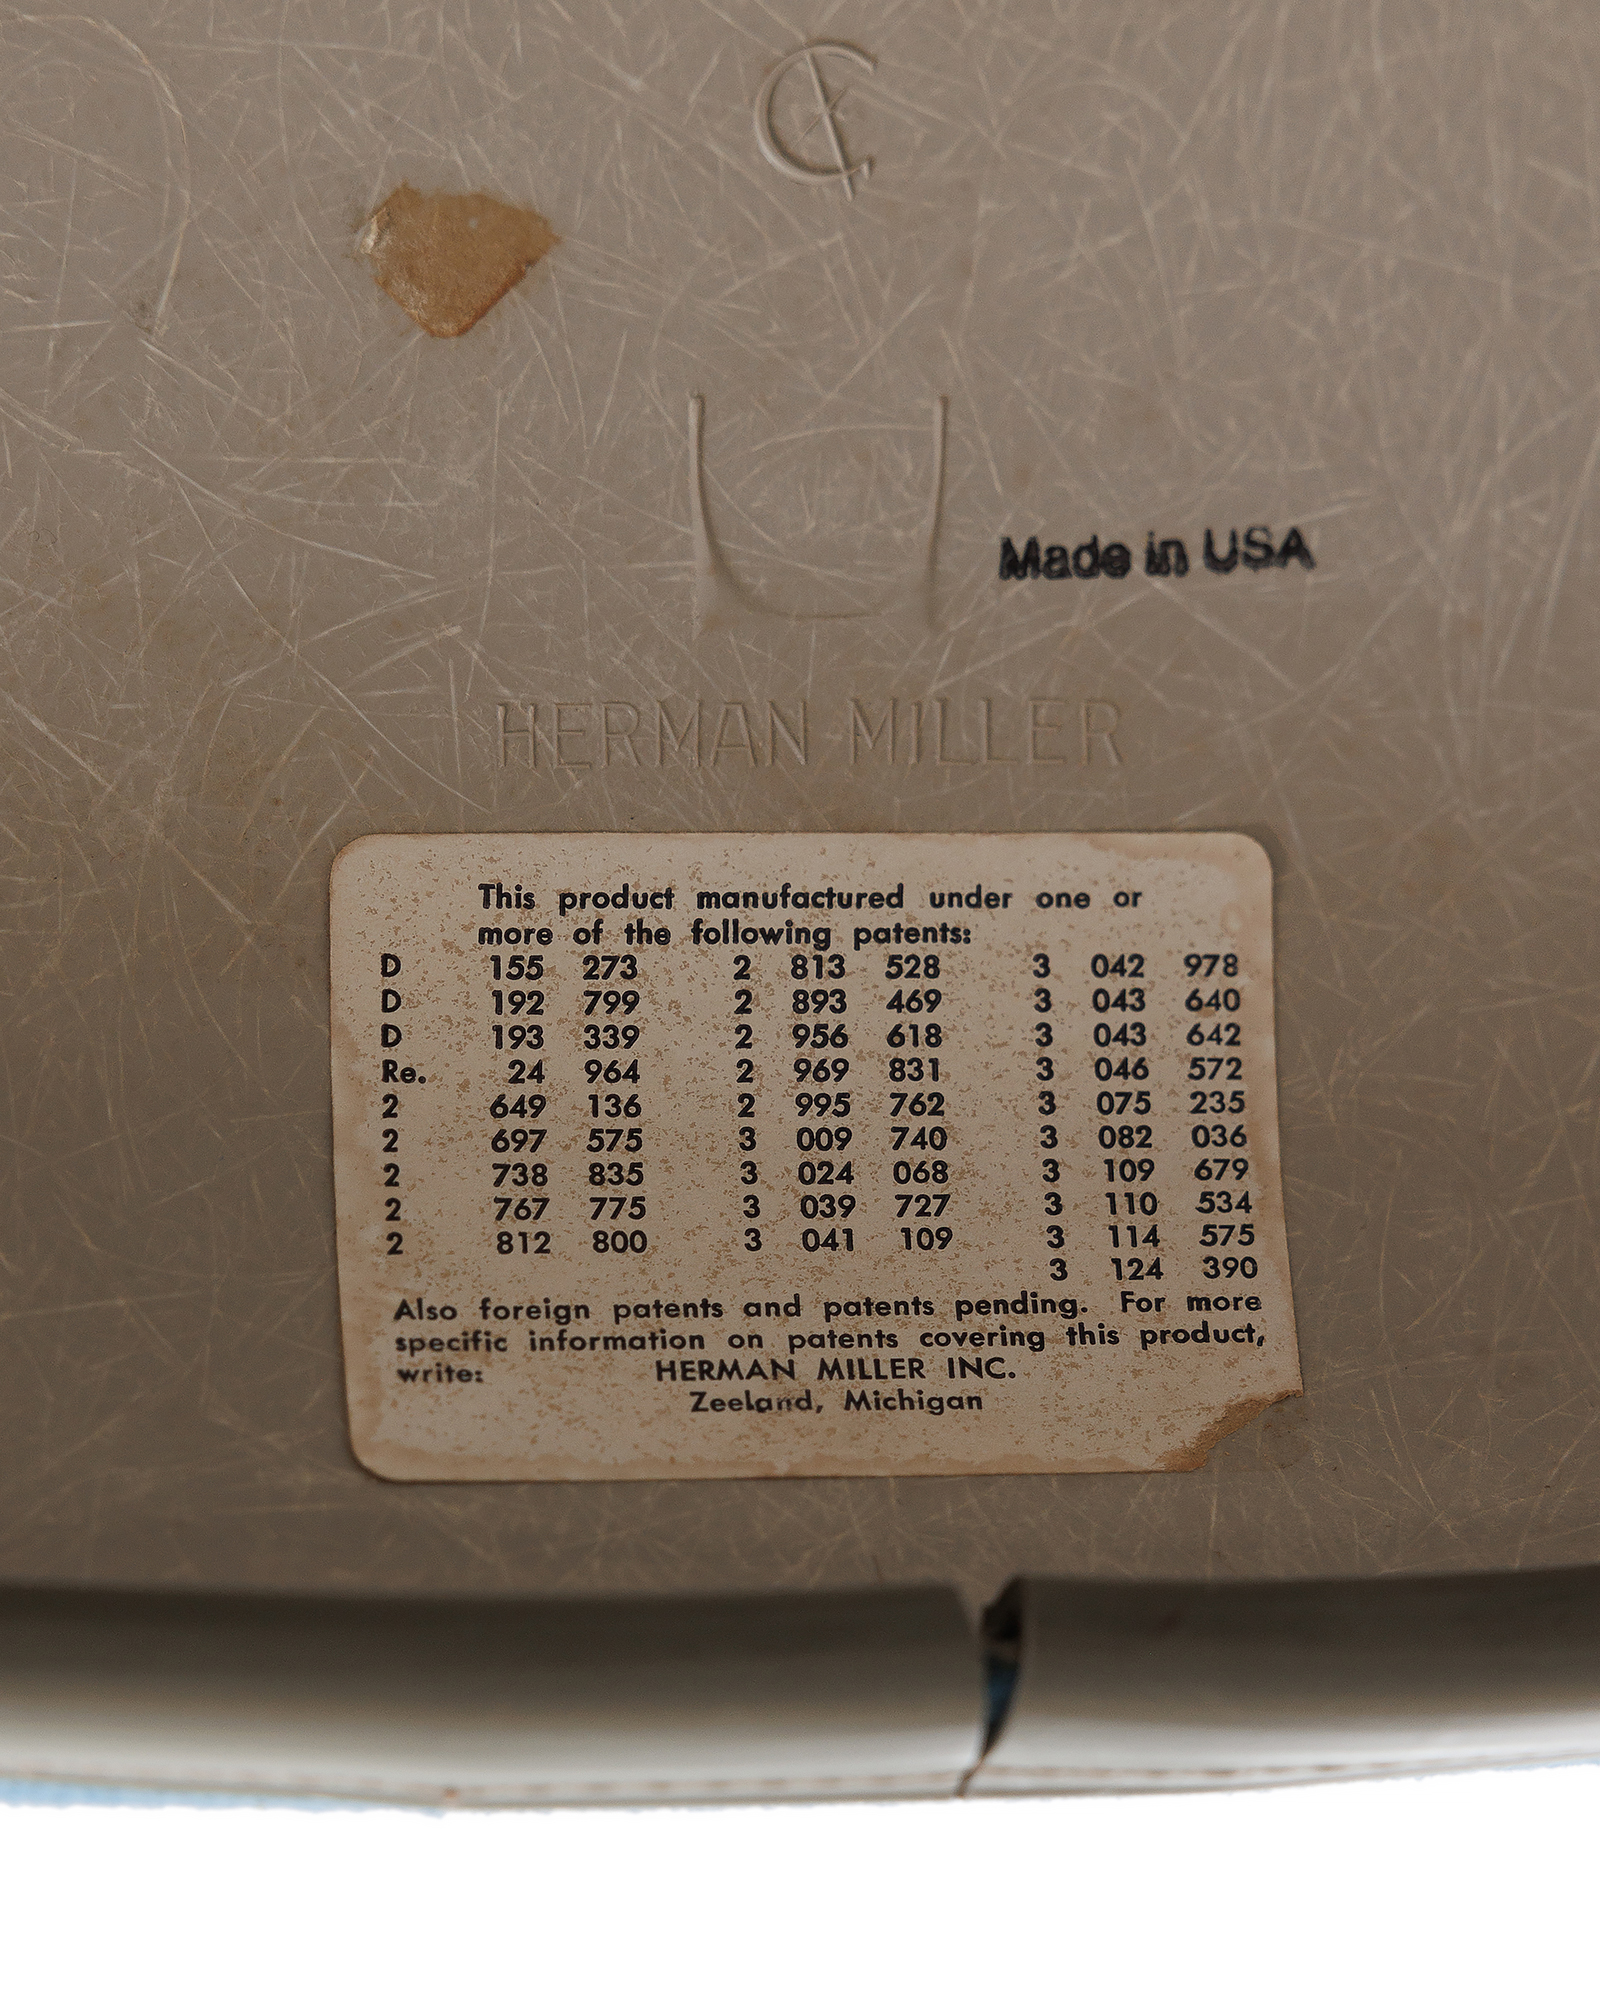 Made in USA
HERMAN MILLER
This product manufactured under one or
more of the following patents:
D 155 273 2 813 528 3 042 978
D 192 799 2 893 469 3 043 640
D 193 339 2 956 618 3 043 642
Re. 24 964 2 969 831 3 046 572
2 649 136 2 995 762 3 075 235
2 697 575 3 009 740 3 082 036
2 738 835 3 024 068 3 109 679
2 767 775 3 039 727 3 110 534
2 812 800 3 041 109 3 114 575
3 124 390
Also foreign patents and patents pending. For more
specific information on patents covering this product,
write: HERMAN MILLER INC.
Zeeland, Michigan